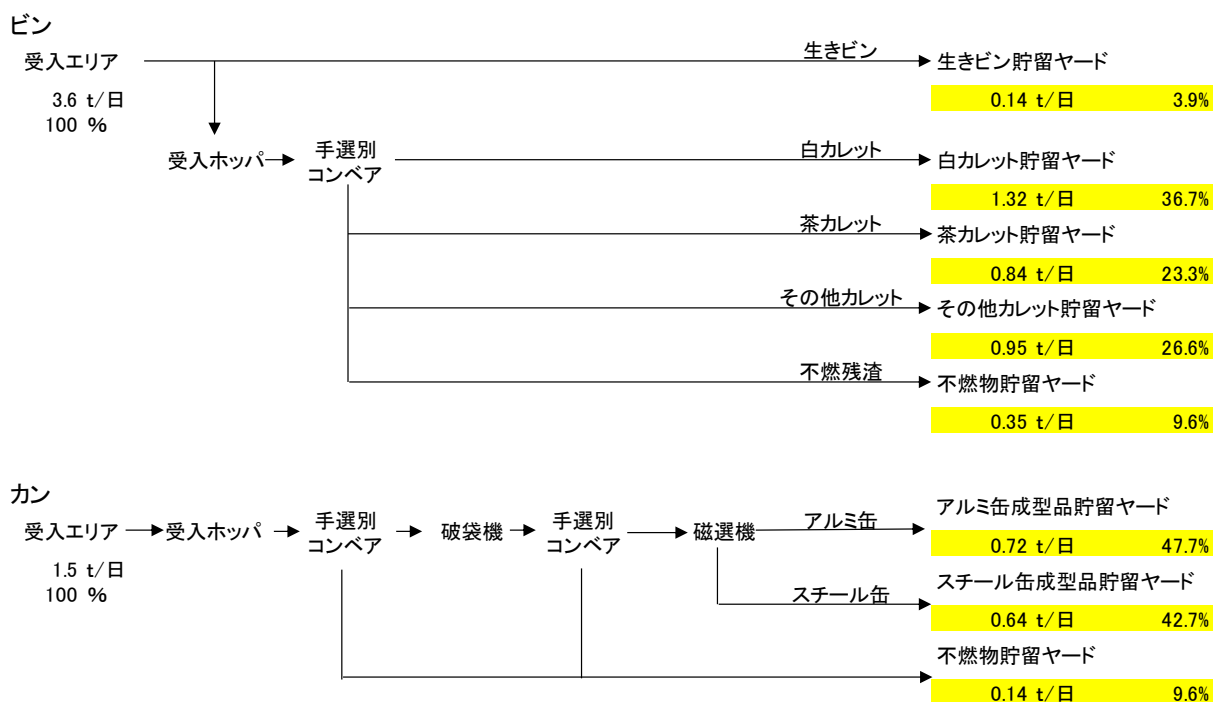 ビン
受入エリア
生きビン
生きビン貯留ヤード
3.6 t/日
100 %
0.14 t/日 3.9%
受入ホッパ
手選別
コンベア
白カレット
白カレット貯留ヤード
1.32 t/日 36.7%
茶カレット
茶カレット貯留ヤード
0.84 t/日 23.3%
その他カレット
その他カレット貯留ヤード
0.95 t/日 26.6%
不燃残渣
不燃物貯留ヤード
0.35 t/日 9.6%
カン
受入エリア
受入ホッパ
手選別
コンベア
破袋機
手選別
コンベア
磁選機
アルミ缶
アルミ缶成型品貯留ヤード
0.72 t/日 47.7%
1.5 t/日
100 %
スチール缶
スチール缶成型品貯留ヤード
0.64 t/日 42.7%
不燃物貯留ヤード
0.14 t/日 9.6%